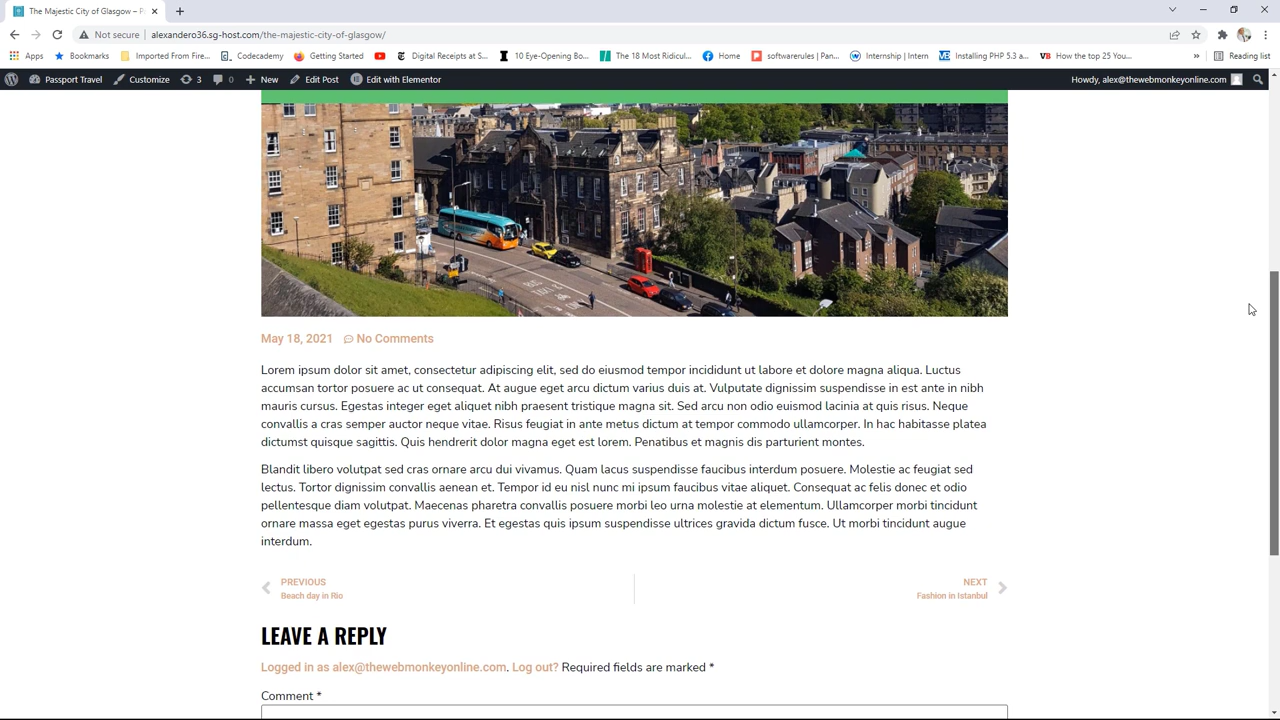 The Majestic City of Glasgow – P
Not secure
alexandero36.sg-host.com/the-majestic-city-of-glasgow/
Apps
Bookmarks
Imported From Fire...
Codecademy
Getting Started
Digital Receipts at S...
10 Eye-Opening Bo...
The 18 Most Ridicul...
Home
softwarerules | Pan...
Internship | Intern
Installing PHP 5.3 a...
How the top 25 You...
»
Reading list
Passport Travel
Customize
3
0
New
Edit Post
Edit with Elementor
Howdy, alex@thewebmonkeyonline.com
May 18, 2021
No Comments
Lorem ipsum dolor sit amet, consectetur adipiscing elit, sed do eiusmod tempor incididunt ut labore et dolore magna aliqua. Luctus
accumsan tortor posuere ac ut consequat. At augue eget arcu dictum varius duis at. Vulputate dignissim suspendisse in est ante in nibh
mauris cursus. Egestas integer eget aliquet nibh praesent tristique magna sit. Sed arcu non odio euismod lacinia at quis risus. Neque
convallis a cras semper auctor neque vitae. Risus feugiat in ante metus dictum at tempor commodo ullamcorper. In hac habitasse platea
dictumst quisque sagittis. Quis hendrerit dolor magna eget est lorem. Penatibus et magnis dis parturient montes.
Blandit libero volutpat sed cras ornare arcu dui vivamus. Quam lacus suspendisse faucibus interdum posuere. Molestie ac feugiat sed
lectus. Tortor dignissim convallis aenean et. Tempor id eu nisl nunc mi ipsum faucibus vitae aliquet. Consequat ac felis donec et odio
pellentesque diam volutpat. Maecenas pharetra convallis posuere morbi leo urna molestie at elementum. Ullamcorper morbi tincidunt
ornare massa eget egestas purus viverra. Et egestas quis ipsum suspendisse ultrices gravida dictum fusce. Ut morbi tincidunt augue
interdum.
PREVIOUS
Beach day in Rio
NEXT
Fashion in Istanbul
LEAVE A REPLY
Logged in as alex@thewebmonkeyonline.com. Log out? Required fields are marked *
Comment *